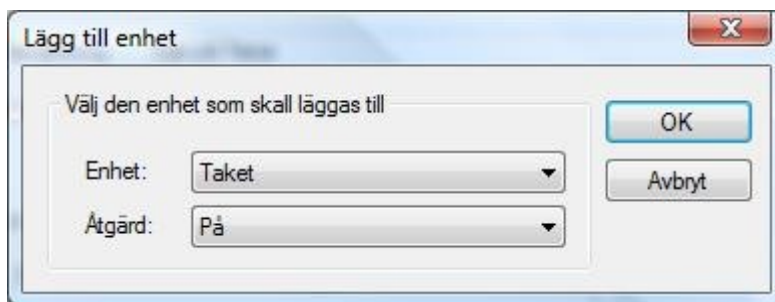 Lägg till enhet
Välj den enhet som skall läggas till
OK
Enhet: Taket
Avbryt
Åtgärd: På